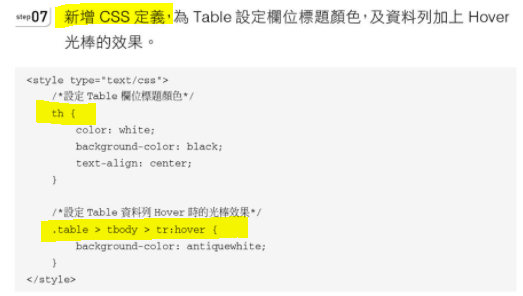 step07 新增 CSS 定義，為 Table 設定欄位標題顏色，及資料列加上 Hover
光棒的效果。
<style type="text/css">
/*設定 Table 欄位標題顏色*/
th {
color: white;
background-color: black;
text-align: center;
}
/*設定 Table 資料列 Hover 時的光棒效果*/
.table > tbody > tr:hover {
background-color: antiquewhite;
}
</style>